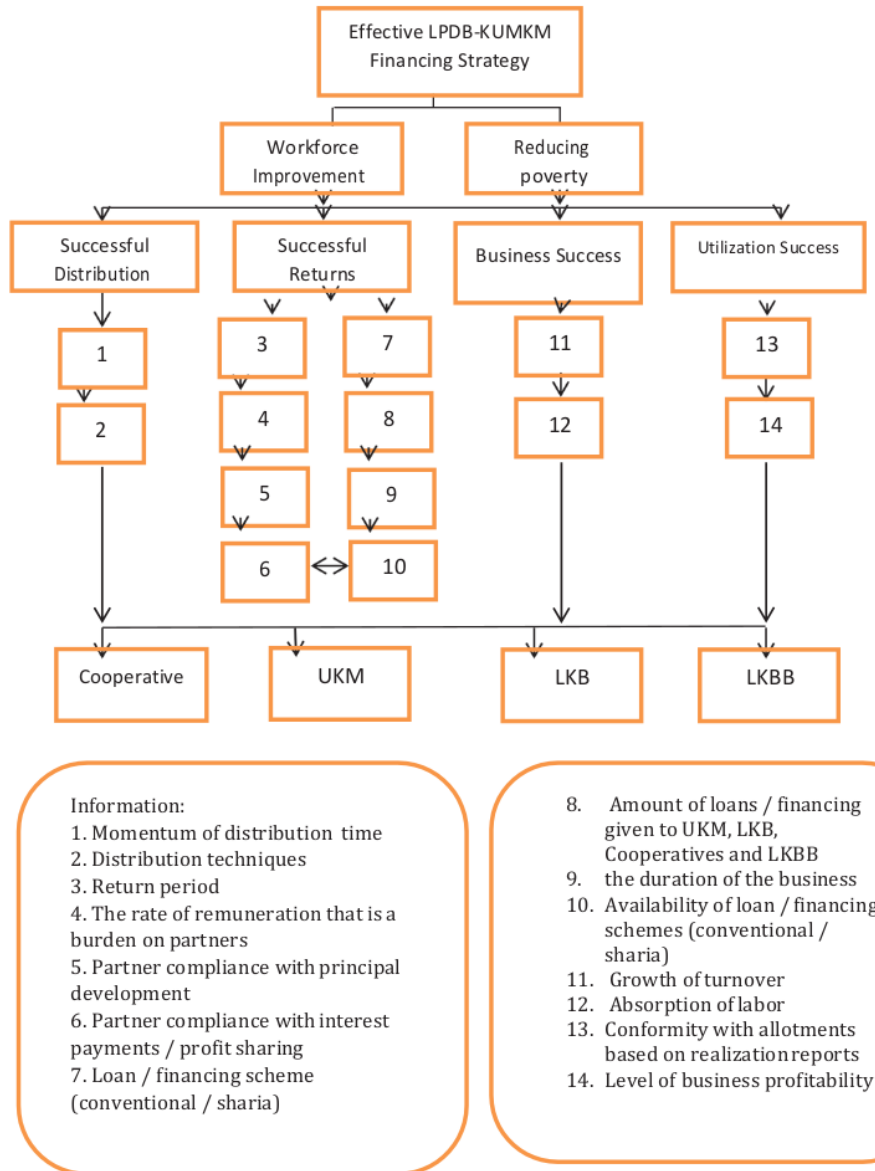 Effective LPDB-KUMKM
Financing Strategy
Workforce
Improvement
Reducing
poverty
Successful
Distribution
Successful
Returns
Business Success
Utilization Success
1
3
7
11
13
2
4
8
12
14
5
9
6
10
Cooperative
UKM
LKB
LKBB
Information:
1. Momentum of distribution time
2. Distribution techniques
3. Return period
4. The rate of remuneration that is a
burden on partners
5. Partner compliance with principal
development
6. Partner compliance with interest
payments / profit sharing
7. Loan / financing scheme
(conventional / sharia)
8. Amount of loans / financing
given to UKM, LKB,
Cooperatives and LKBB
9. the duration of the business
10. Availability of loan / financing
schemes (conventional /
sharia)
11. Growth of turnover
12. Absorption of labor
13. Conformity with allotments
based on realization reports
14. Level of business profitability